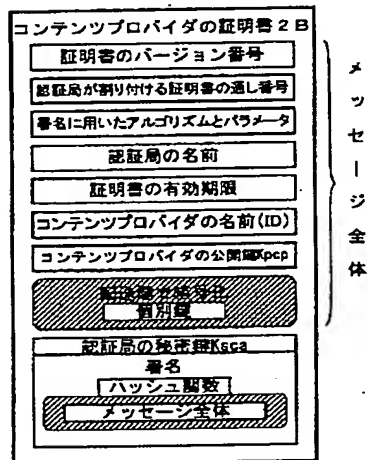 コンテンツプロバイダの証明書2B
証明書のバージョン番号
認証局が割り付ける証明書の通し番号
署名に用いたアルゴリズムとパラメータ
認証局の名前
証明書の有効期限
コンテンツプロバイダの名前(ID)
コンテンツプロバイダの公開鍵Kpcp
配送鍵で暗号化
個別鍵
認証局の秘密鍵Ksca
署名
ハッシュ関数
メッセージ全体
メッセージ全体